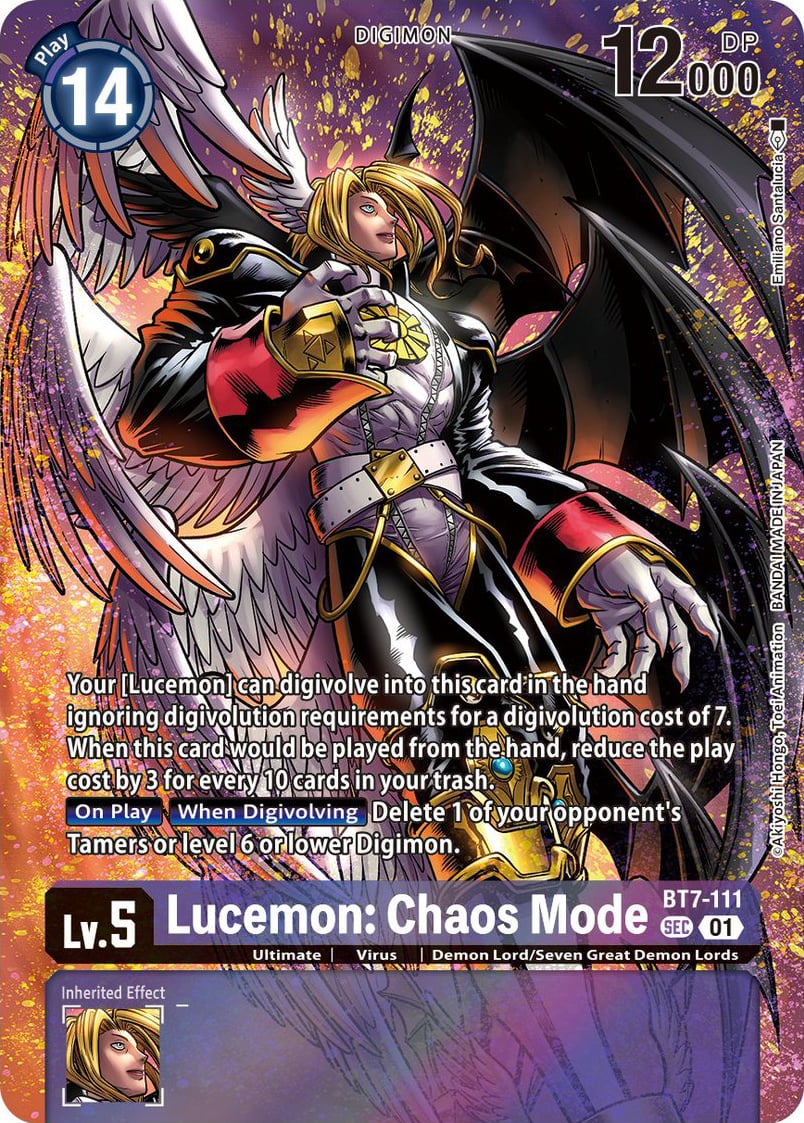 Play
14
DIGIMON
12000
DP
Emiliano Santalucia
Your [Lucemon] can digivolve into this card in the hand
ignoring digivolution requirements for a digivolution cost of 7.
When this card would be played from the hand, reduce the play
cost by 3 for every 10 cards in your trash.
On Play When Digivolving Delete 1 of your opponent's
Tamers or level 6 or lower Digimon.
©Akiyoshi Hongo, Toei Animation BANDAI MADE IN JAPAN
Lv.5
Lucemon: Chaos Mode
BT7-111
SEC 01
Ultimate | Virus | Demon Lord/Seven Great Demon Lords
Inherited Effect
–